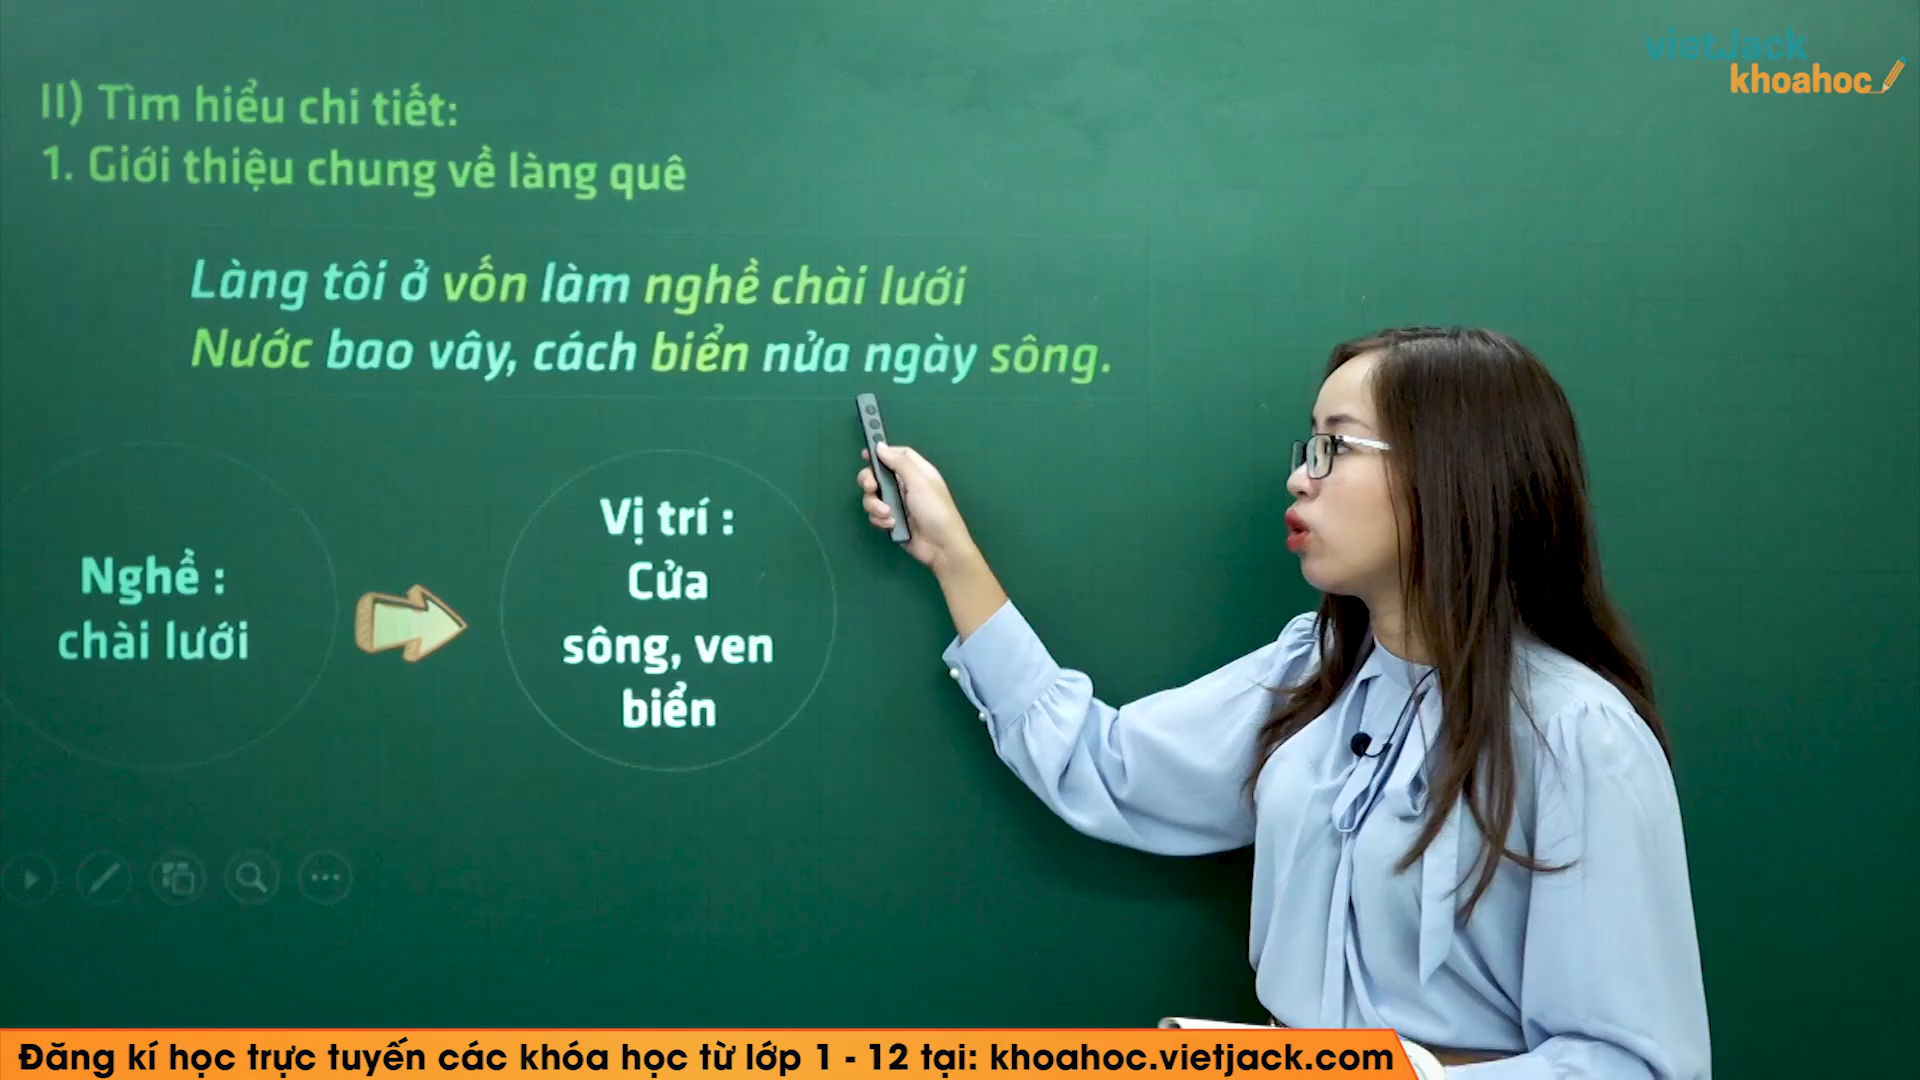 vietJack
khoahoc
II) Tìm hiểu chi tiết:
1. Giới thiệu chung về làng quê
Làng tôi ở vốn làm nghề chài lưới
Nước bao vây, cách biển nửa ngày sông.
Nghề :
chài lưới
Vị trí :
Cửa
sông, ven
biển
Đăng kí học trực tuyến các khóa học từ lớp 1 - 12 tại: khoahoc.vietjack.com